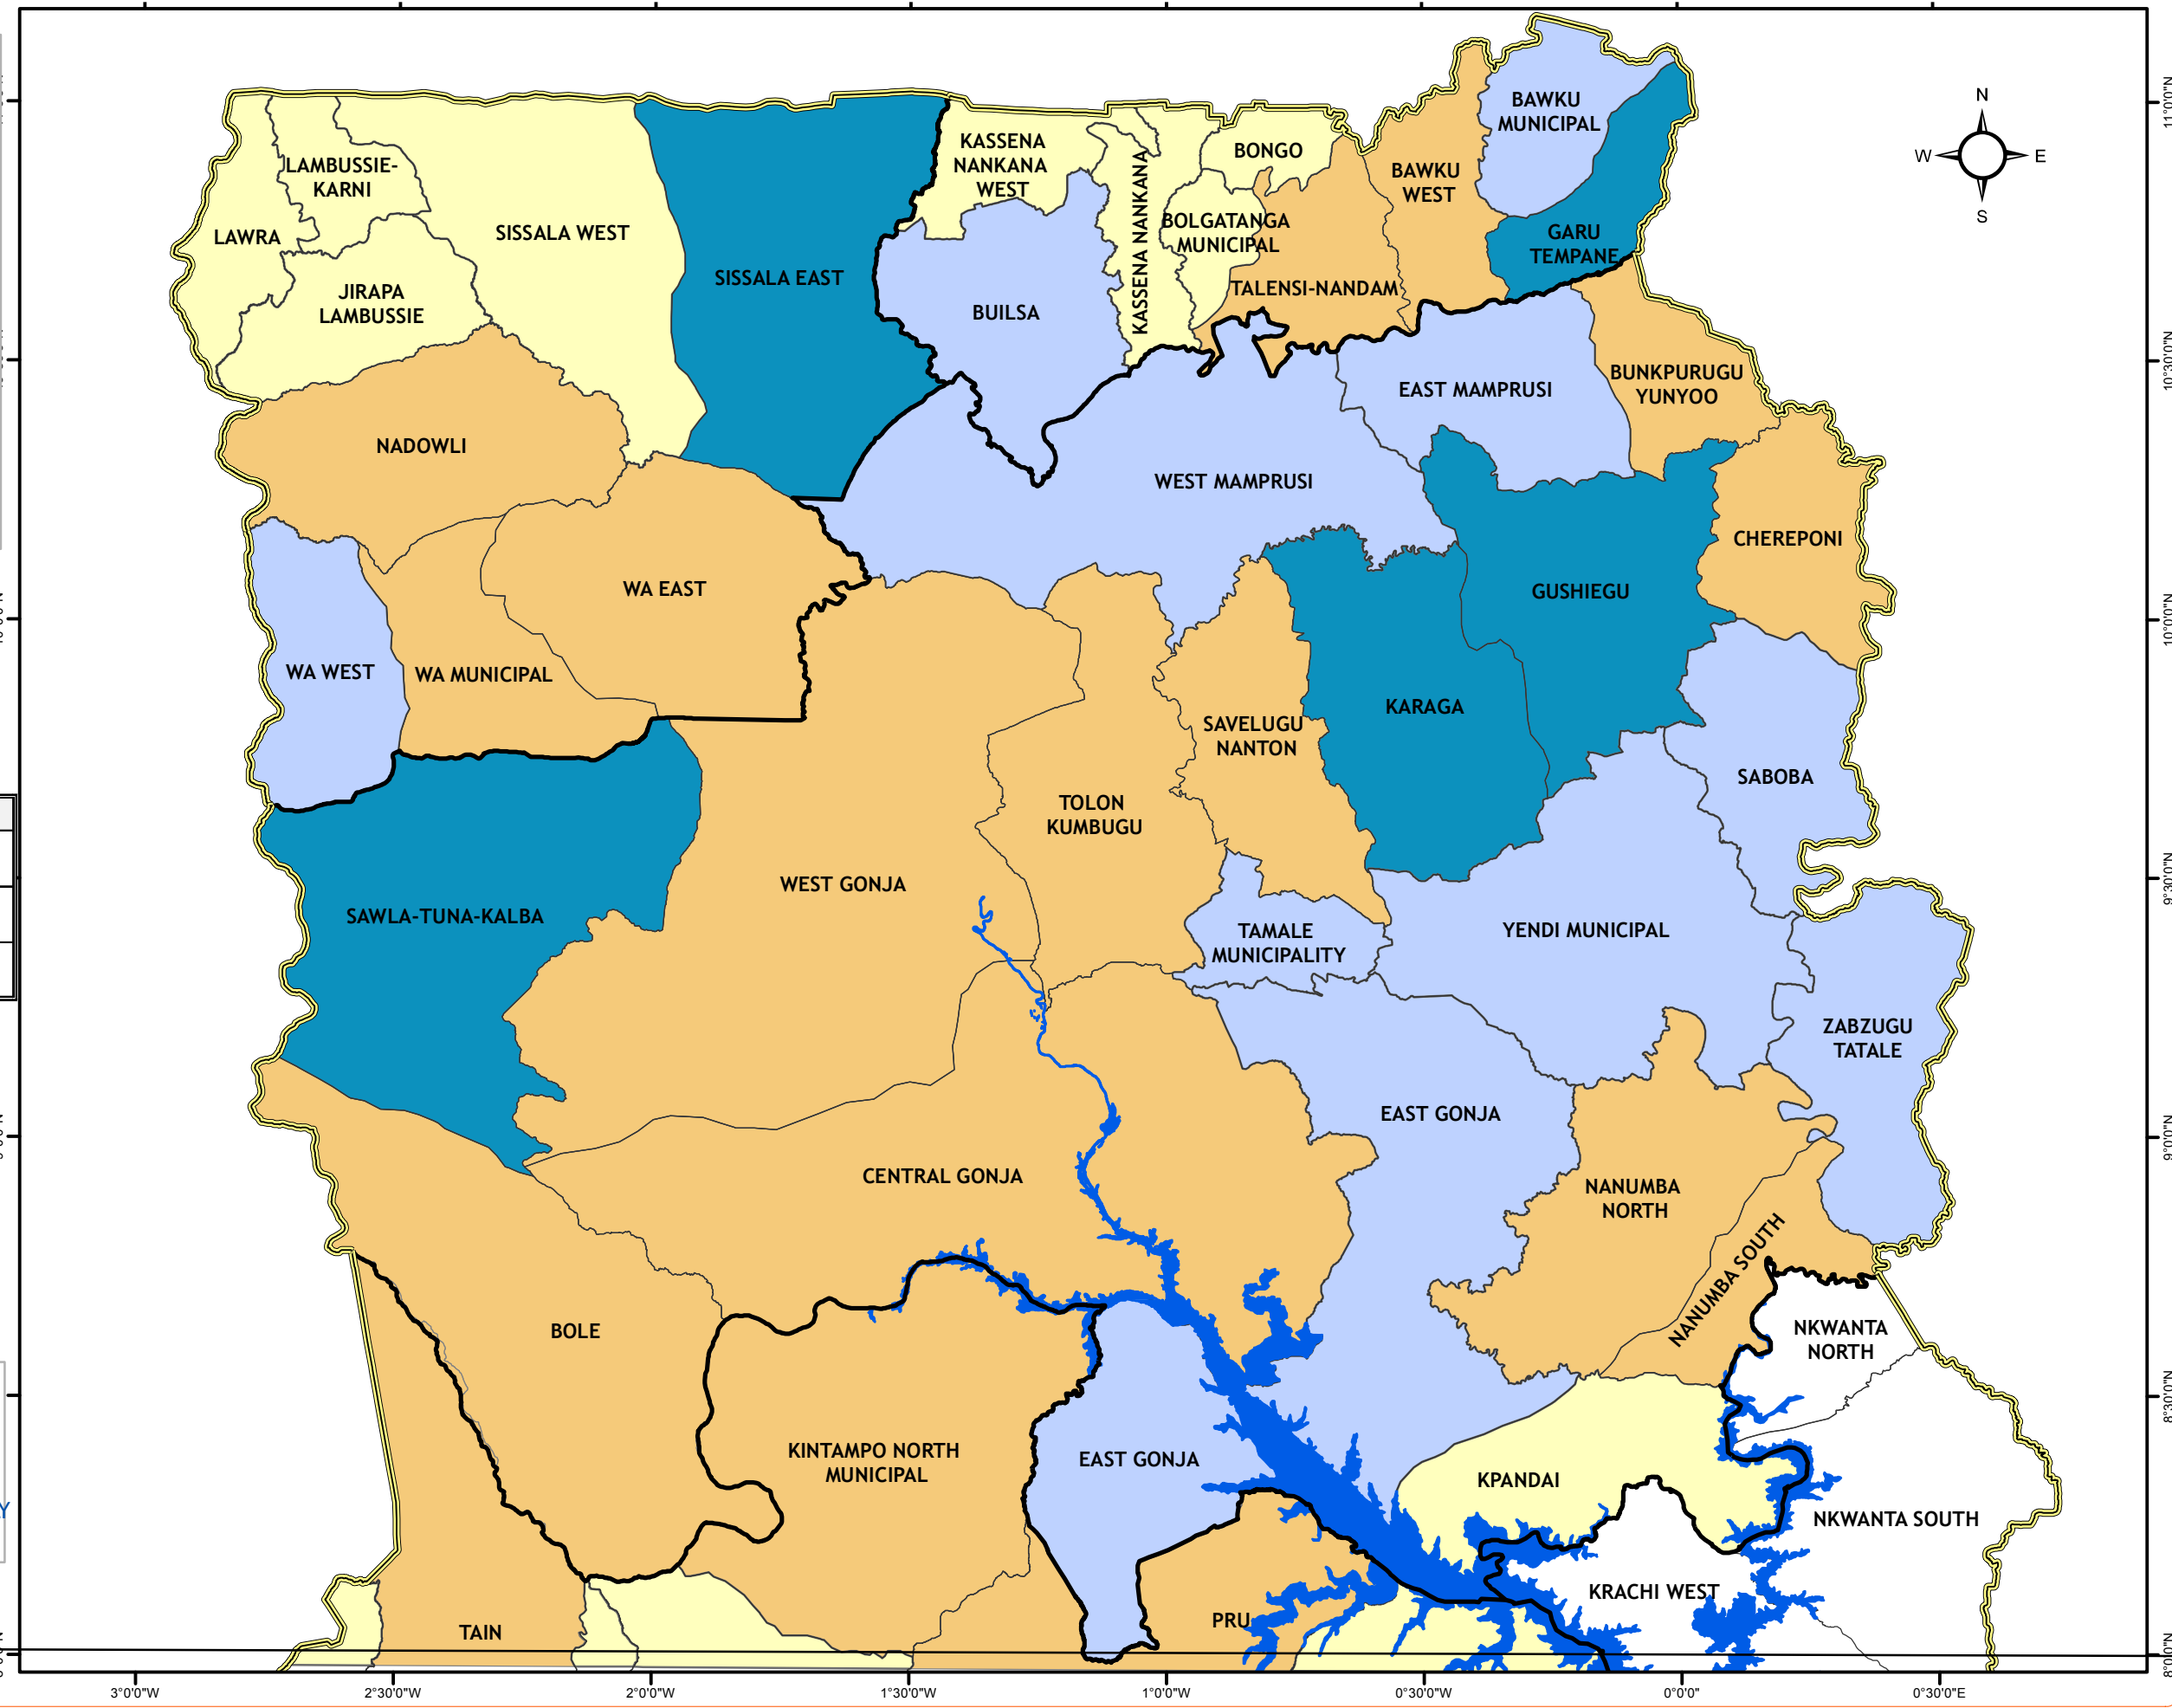 N
W
E
S
BAWKU
MUNICIPAL
KASSENA
NANKANA
WEST
BONGO
LAMBUSSIE-
KARNI
BAWKU
WEST
KASSENA NANKANA
BOLGATANGA
MUNICIPAL
LAWRA
SISSALA WEST
GARU
TEMPANE
SISSALA EAST
JIRAPA
LAMBUSSIE
TALENSI-NANDAM
BUILSA
EAST MAMPRUSI
BUNKPURUGU
YUNYOO
NADOWLI
WEST MAMPRUSI
CHEREPONI
WA EAST
GUSHIEGU
WA WEST
WA MUNICIPAL
KARAGA
SAVELUGU
NANTON
SABOBA
TOLON
KUMBUGU
WEST GONJA
SAWLA-TUNA-KALBA
TAMALE
MUNICIPALITY
YENDI MUNICIPAL
ZABZUGU
TATALE
EAST GONJA
CENTRAL GONJA
NANUMBA
NORTH
NANUMBA SOUTH
BOLE
NKWANTA
NORTH
KINTAMPO NORTH
MUNICIPAL
EAST GONJA
KPANDAI
NKWANTA SOUTH
KRACHI WEST
PRU
TAIN
Y
11°0'0"N
10°30'0"N
10°0'0"N
9°30'0"N
9°0'0"N
8°30'0"N
8°0'0"N
3°0'0"W
2°30'0"W
2°0'0"W
1°30'0"W
1°0'0"W
0°30'0"W
0°0'0"
0°30'0"E